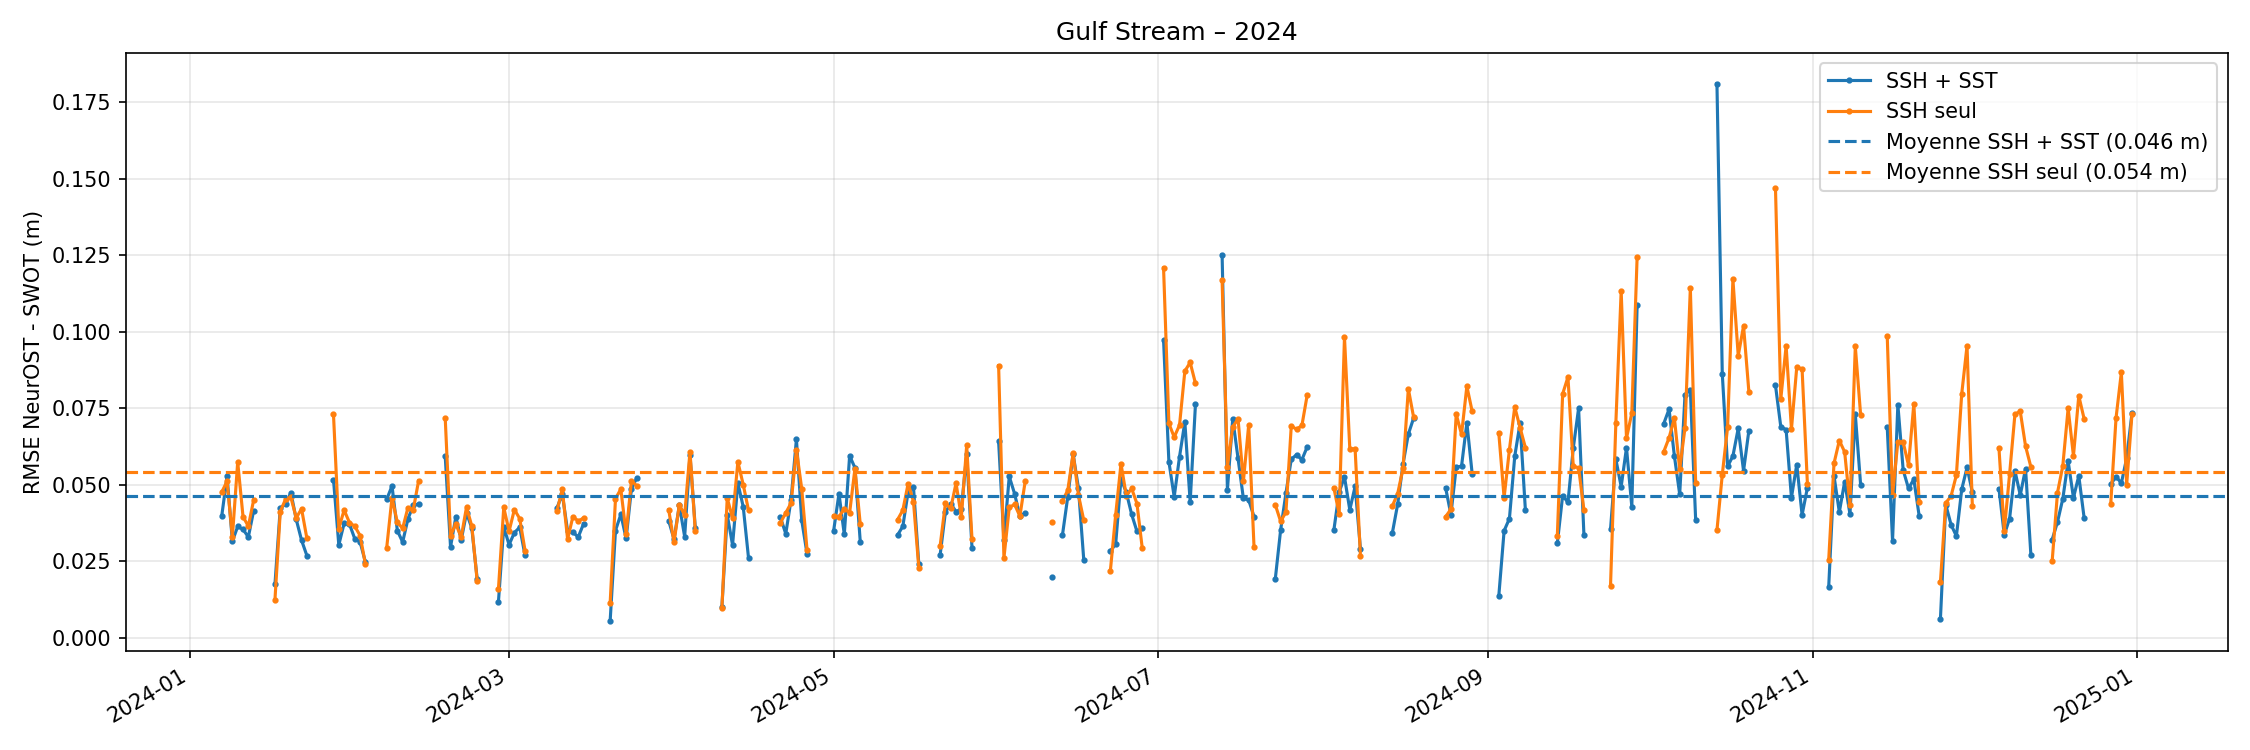 Gulf Stream – 2024
SSH + SST
SSH seul
Moyenne SSH + SST (0.046 m)
Moyenne SSH seul (0.054 m)
RMSE NeurOST - SWOT (m)
0.175
0.150
0.125
0.100
0.075
0.050
0.025
0.000
2024-01
2024-03
2024-05
2024-07
2024-09
2024-11
2025-01